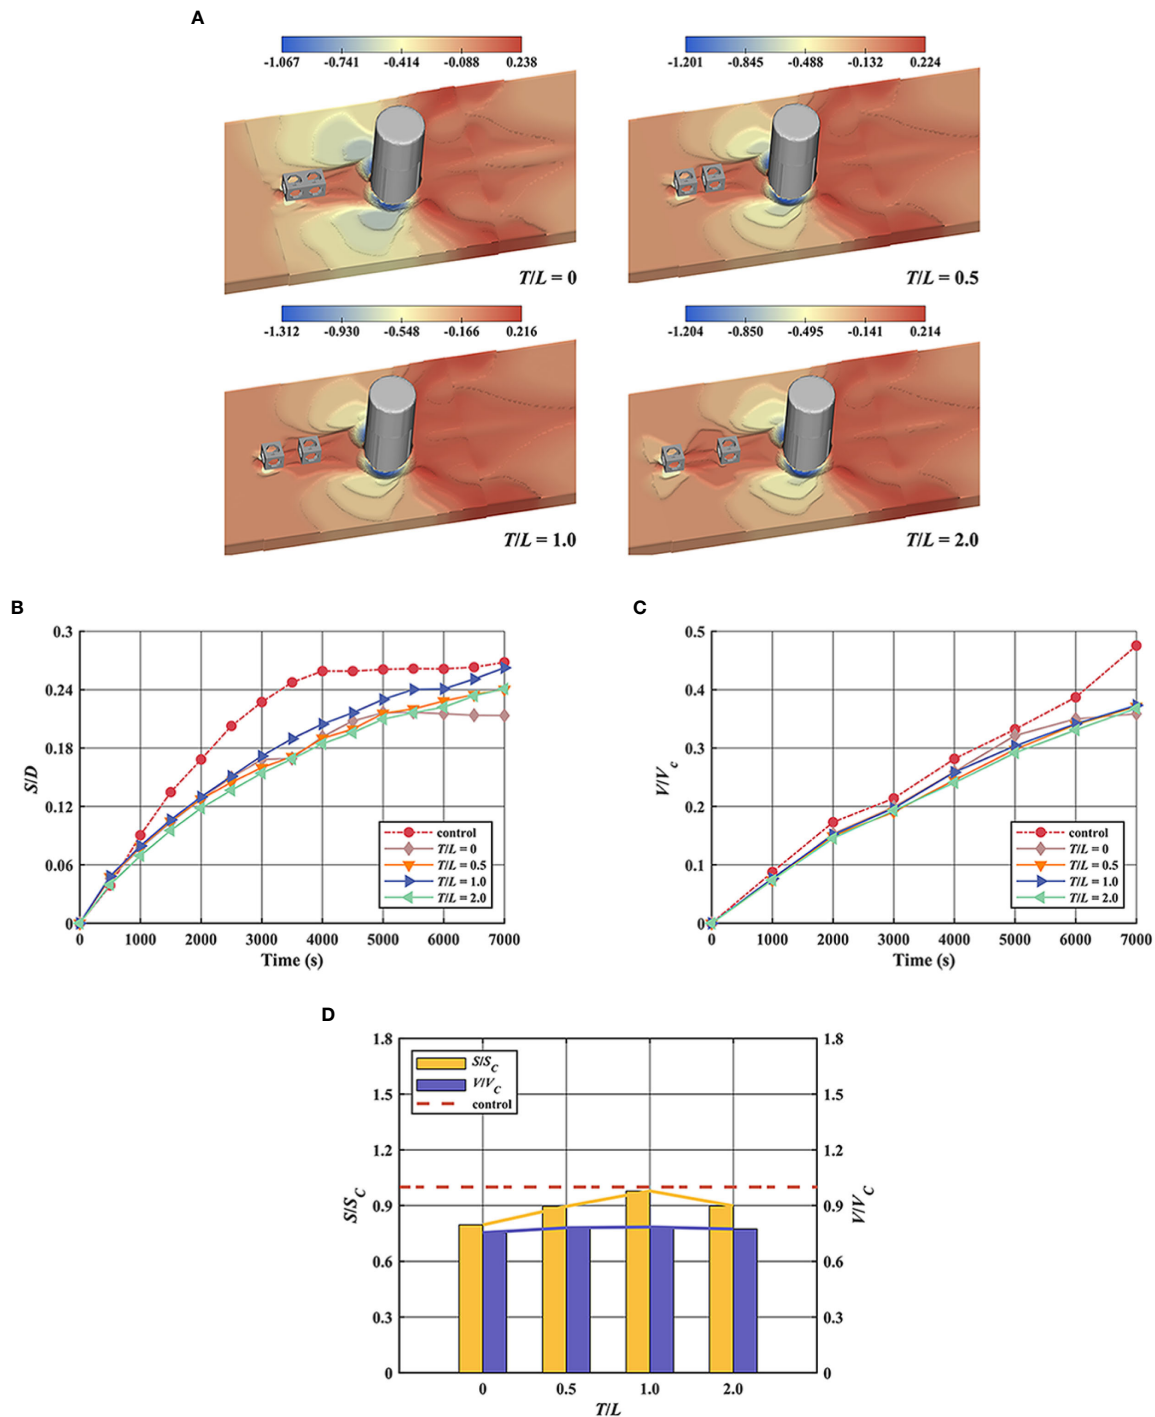 A
-1.067 -0.741 -0.414 -0.088 0.238
-1.201 -0.845 -0.488 -0.132 0.224
T/L = 0
T/L = 0.5
-1.312 -0.930 -0.548 -0.166 0.216
-1.204 -0.850 -0.495 -0.141 0.214
T/L = 1.0
T/L = 2.0
B
0.3
0.24
0.18
0.12
0.06
0
S/D
control
T/L = 0
T/L = 0.5
T/L = 1.0
T/L = 2.0
0 1000 2000 3000 4000 5000 6000 7000
Time (s)
C
0.5
0.4
0.3
0.2
0.1
0
V/Vc
control
T/L = 0
T/L = 0.5
T/L = 1.0
T/L = 2.0
0 1000 2000 3000 4000 5000 6000 7000
Time (s)
D
1.8
1.5
1.2
0.9
0.6
0.3
0
S/SC
S/SC
V/VC
control
1.8
1.5
1.2
0.9
0.6
0.3
0
V/VC
0 0.5 1.0 2.0
T/L